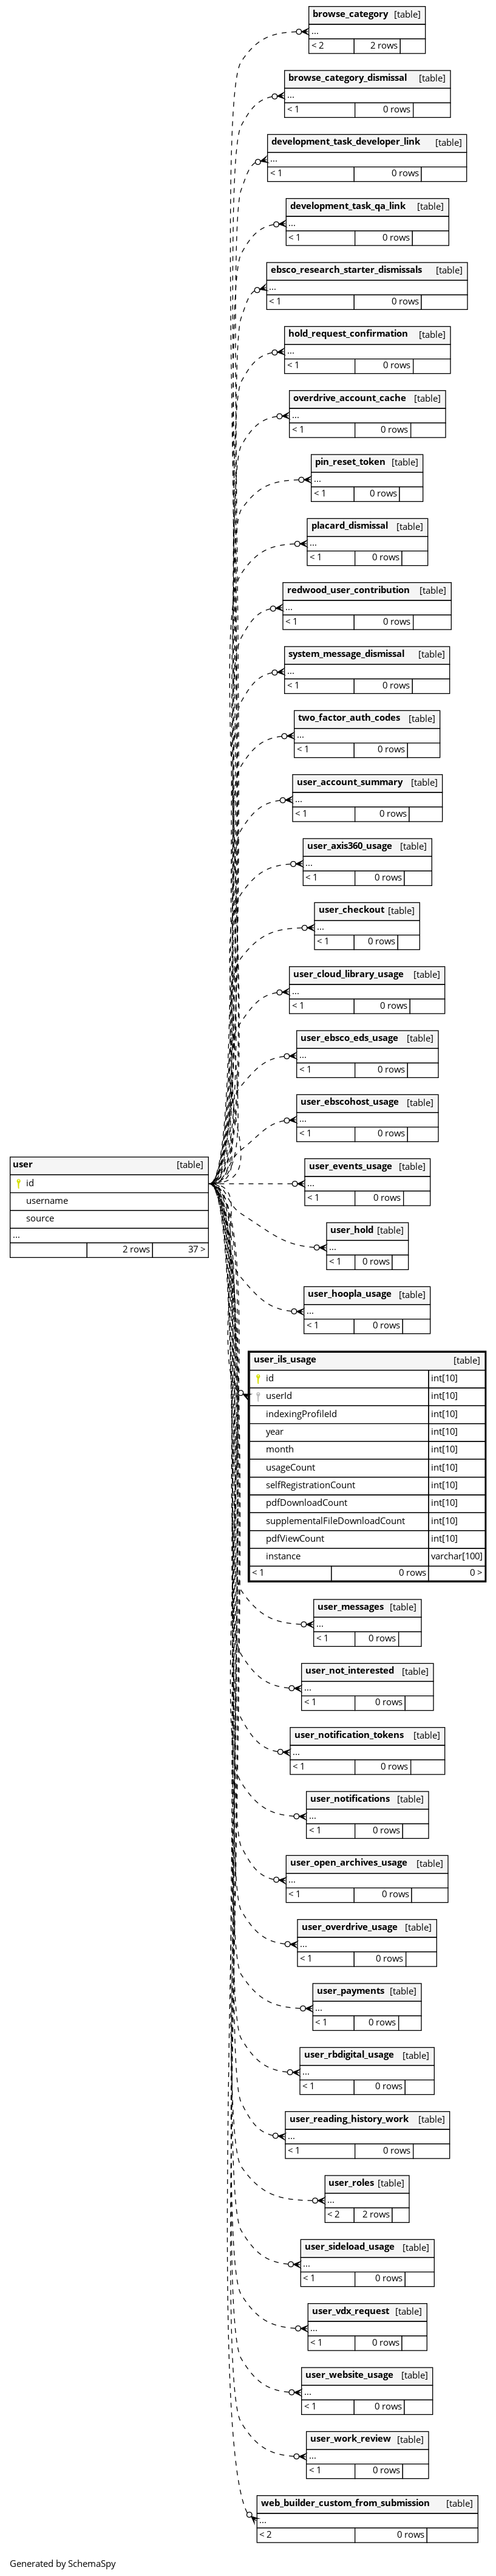 browse_category [table]
...
< 2 2 rows
browse_category_dismissal [table]
...
< 1 0 rows
development_task_developer_link [table]
...
< 1 0 rows
development_task_qa_link [table]
...
< 1 0 rows
ebsco_research_starter_dismissals [table]
...
< 1 0 rows
hold_request_confirmation [table]
...
< 1 0 rows
overdrive_account_cache [table]
...
< 1 0 rows
pin_reset_token [table]
...
< 1 0 rows
placard_dismissal [table]
...
< 1 0 rows
redwood_user_contribution [table]
...
< 1 0 rows
system_message_dismissal [table]
...
< 1 0 rows
two_factor_auth_codes [table]
...
< 1 0 rows
user_account_summary [table]
...
< 1 0 rows
user_axis360_usage [table]
...
< 1 0 rows
user_checkout [table]
...
< 1 0 rows
user_cloud_library_usage [table]
...
< 1 0 rows
user_ebsco_eds_usage [table]
...
< 1 0 rows
user_ebscohost_usage [table]
...
< 1 0 rows
user [table]
id
username
source
...
2 rows 37 >
user_events_usage [table]
...
< 1 0 rows
user_hold [table]
...
< 1 0 rows
user_hoopla_usage [table]
...
< 1 0 rows
user_ils_usage [table]
id int[10]
userId int[10]
indexingProfileId int[10]
year int[10]
month int[10]
usageCount int[10]
selfRegistrationCount int[10]
pdfDownloadCount int[10]
supplementalFileDownloadCount int[10]
pdfViewCount int[10]
instance varchar[100]
< 1 0 rows 0 >
user_messages [table]
...
< 1 0 rows
user_not_interested [table]
...
< 1 0 rows
user_notification_tokens [table]
...
< 1 0 rows
user_notifications [table]
...
< 1 0 rows
user_open_archives_usage [table]
...
< 1 0 rows
user_overdrive_usage [table]
...
< 1 0 rows
user_payments [table]
...
< 1 0 rows
user_rbdigital_usage [table]
...
< 1 0 rows
user_reading_history_work [table]
...
< 1 0 rows
user_roles [table]
...
< 2 2 rows
user_sideload_usage [table]
...
< 1 0 rows
user_vdx_request [table]
...
< 1 0 rows
user_website_usage [table]
...
< 1 0 rows
user_work_review [table]
...
< 1 0 rows
web_builder_custom_from_submission [table]
...
< 2 0 rows
Generated by SchemaSpy